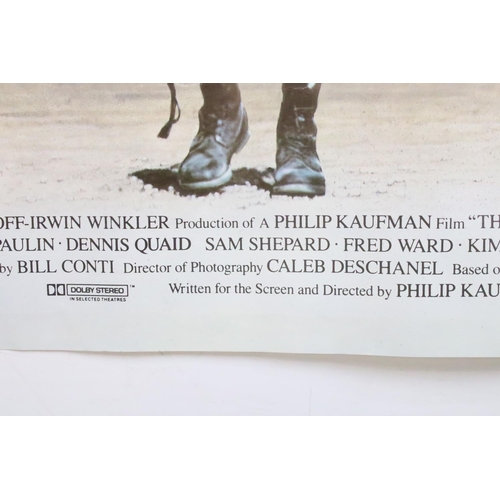 OFF-IRWIN WINKLER Production of A PHILIP KAUFMAN Film "TH
PAULIN · DENNIS QUAID SAM SHEPARD · FRED WARD · KIM
by BILL CONTI Director of Photography CALEB DESCHANEL Based o
DOLBY STEREO ™
IN SELECTED THEATRES
Written for the Screen and Directed by PHILIP KAU